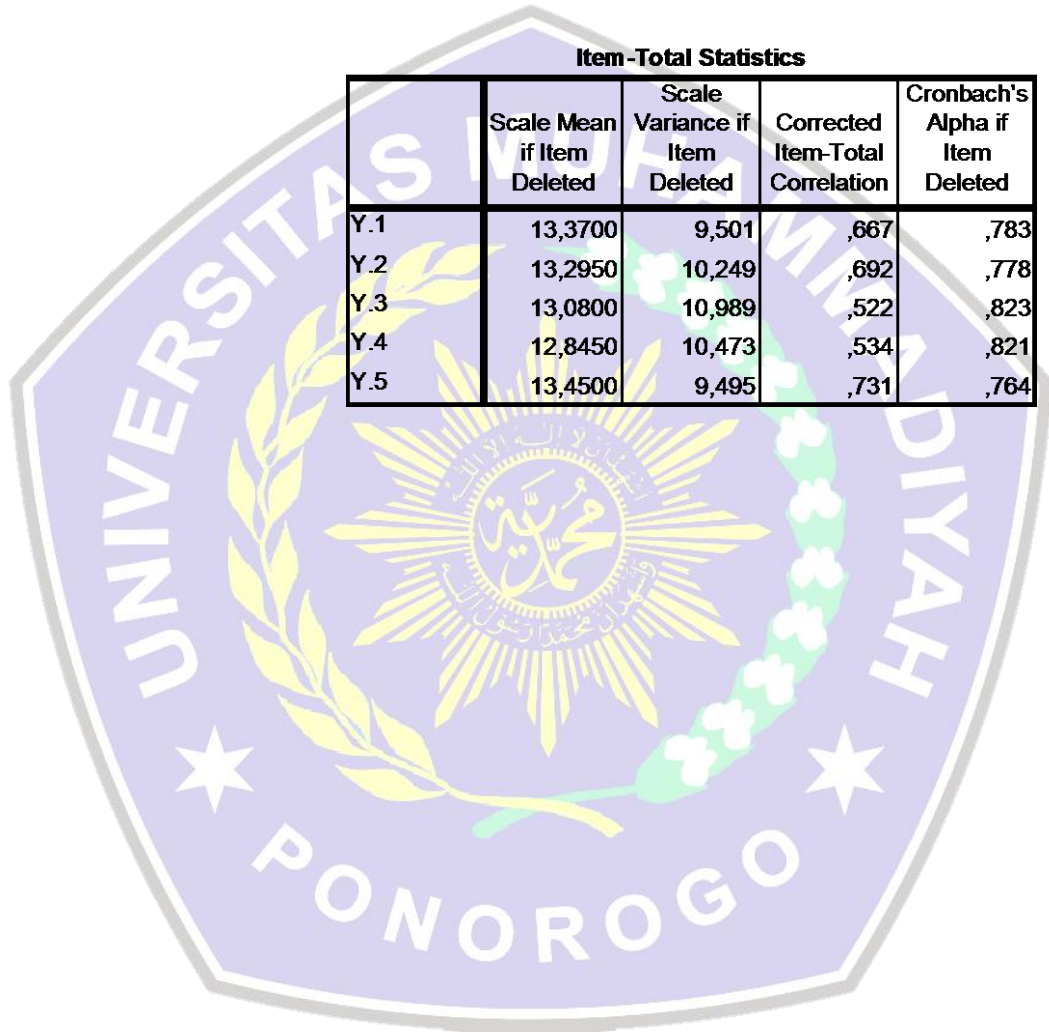 Item-Total Statistics
Scale Mean if Item Deleted Scale Variance if Item Deleted Corrected Item-Total Correlation Cronbach's Alpha if Item Deleted
Y.1 13,3700 9,501 ,667 ,783
Y.2 13,2950 10,249 ,692 ,778
Y.3 13,0800 10,989 ,522 ,823
Y.4 12,8450 10,473 ,534 ,821
Y.5 13,4500 9,495 ,731 ,764
UNIVERSITAS MUHAMMADIYAH
PONOROGO
محمدية